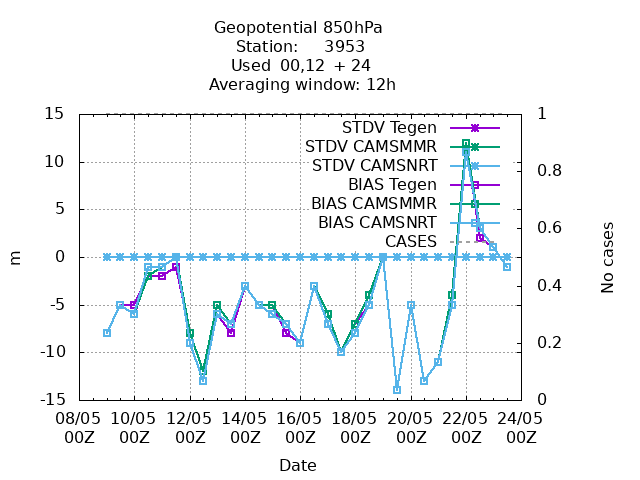 Geopotential 850hPa
Station: 3953
Used 00,12 + 24
Averaging window: 12h
15 1
STDV Tegen
STDV CAMSMMR
STDV CAMSNRT
BIAS Tegen
BIAS CAMSMMR
BIAS CAMSNRT
CASES
10
5
0
-5
-10
-15
0.8
0.6
0.4
0.2
0
m
No cases
08/05 10/05 12/05 14/05 16/05 18/05 20/05 22/05 24/05
00Z 00Z 00Z 00Z 00Z 00Z 00Z 00Z 00Z
Date